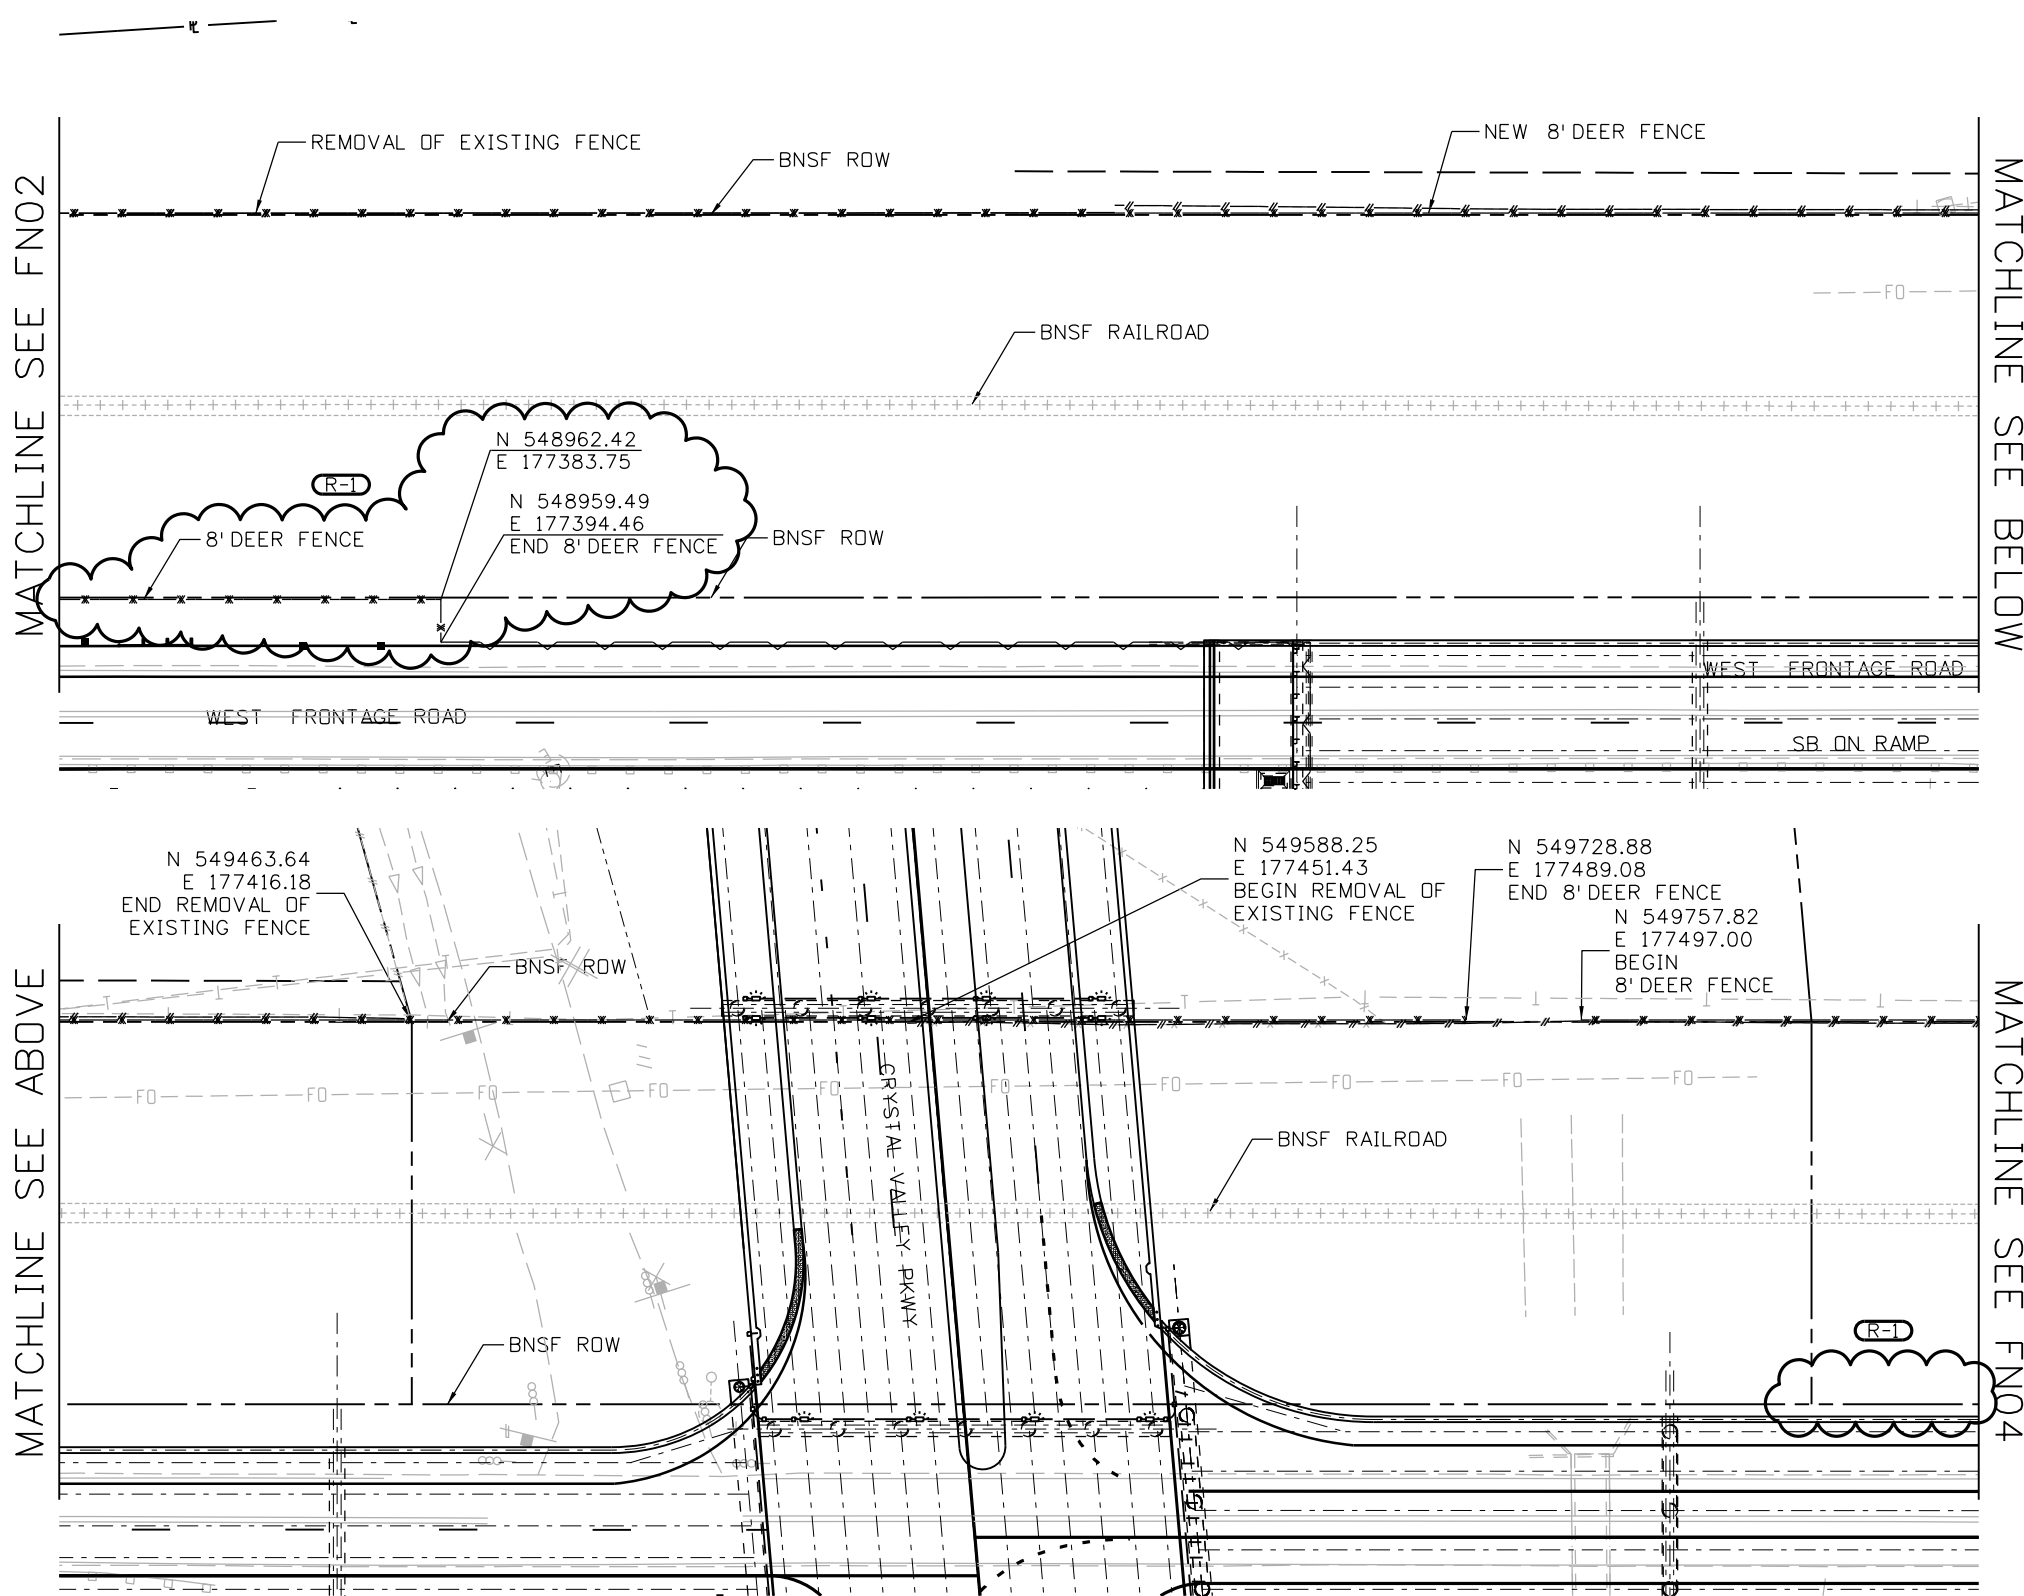 REMOVAL OF EXISTING FENCE
BNSF ROW
NEW 8' DEER FENCE
MATCHLINE SEE FN02
MATCHLINE SEE BELOW
FO
BNSF RAILROAD
N 548962.42
E 177383.75
R-1
N 548959.49
E 177394.46
END 8' DEER FENCE
8' DEER FENCE
BNSF ROW
WEST FRONTAGE ROAD
WEST FRONTAGE ROAD
SB ON RAMP
N 549463.64
E 177416.18
END REMOVAL OF
EXISTING FENCE
N 549588.25
E 177451.43
BEGIN REMOVAL OF
EXISTING FENCE
N 549728.88
E 177489.08
END 8' DEER FENCE
N 549757.82
E 177497.00
BEGIN
8' DEER FENCE
BNSF ROW
MATCHLINE SEE ABOVE
MATCHLINE SEE FN04
FO FO FO FO FO FO FO FO FO FO
CRYSTAL VALLEY PKWY
BNSF RAILROAD
BNSF ROW
R-1